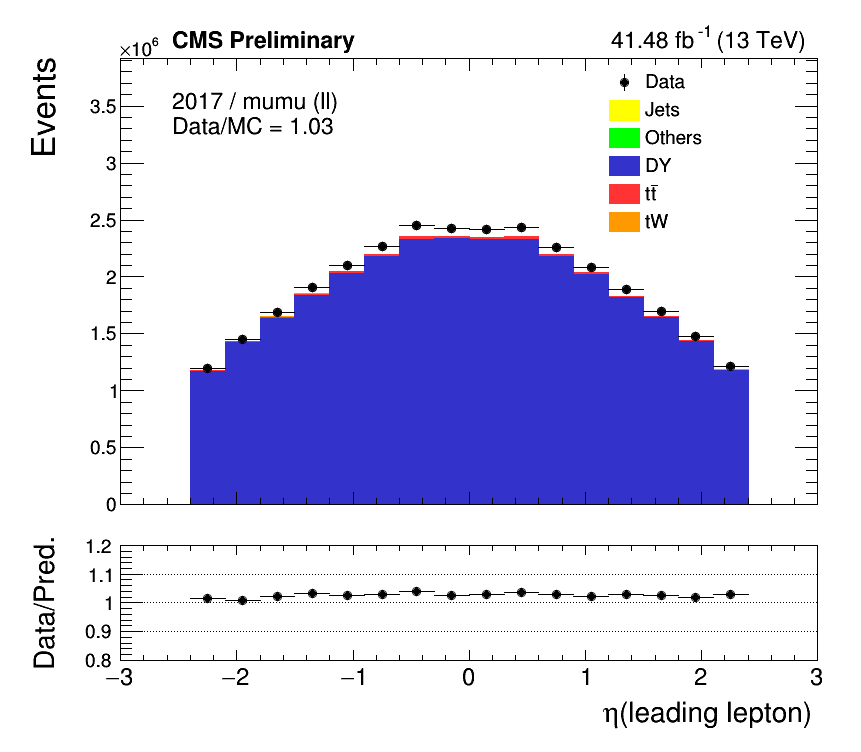 ×10⁶ CMS Preliminary 41.48 fb⁻¹ (13 TeV)
Events
2017 / mumu (ll)
Data/MC = 1.03
Data
Jets
Others
DY
tt̄
tW
3.5
3
2.5
2
1.5
1
0.5
0
Data/Pred.
1.2
1.1
1
0.9
0.8
−3 −2 −1 0 1 2 3
η(leading lepton)